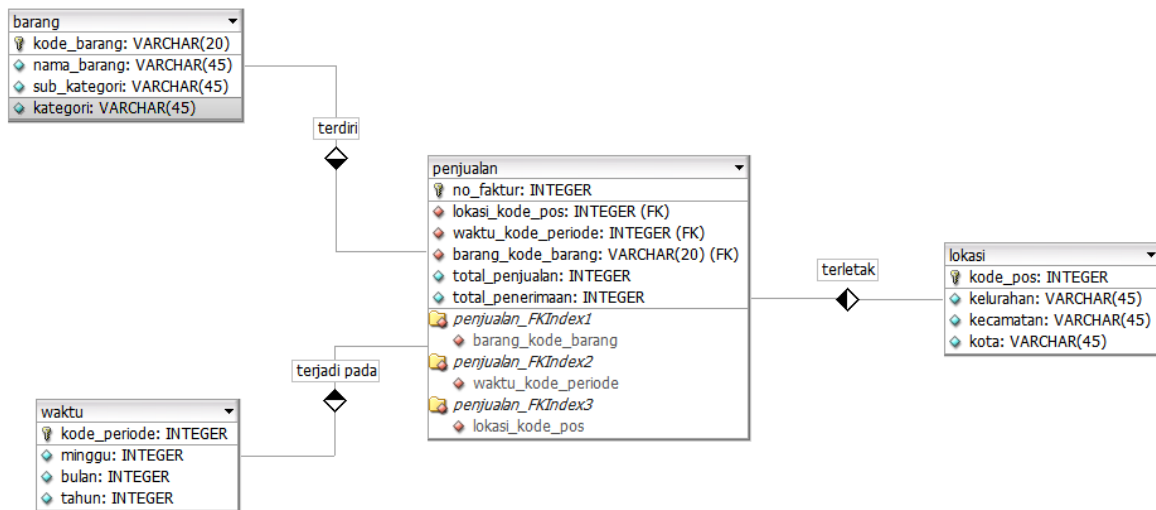 barang
kode_barang: VARCHAR(20)
nama_barang: VARCHAR(45)
sub_kategori: VARCHAR(45)
kategori: VARCHAR(45)
terdiri
penjualan
no_faktur: INTEGER
lokasi_kode_pos: INTEGER (FK)
waktu_kode_periode: INTEGER (FK)
barang_kode_barang: VARCHAR(20) (FK)
total_penjualan: INTEGER
total_penerimaan: INTEGER
penjualan_FKIndex1
barang_kode_barang
penjualan_FKIndex2
waktu_kode_periode
penjualan_FKIndex3
lokasi_kode_pos
terletak
lokasi
kode_pos: INTEGER
kelurahan: VARCHAR(45)
kecamatan: VARCHAR(45)
kota: VARCHAR(45)
terjadi pada
waktu
kode_periode: INTEGER
minggu: INTEGER
bulan: INTEGER
tahun: INTEGER